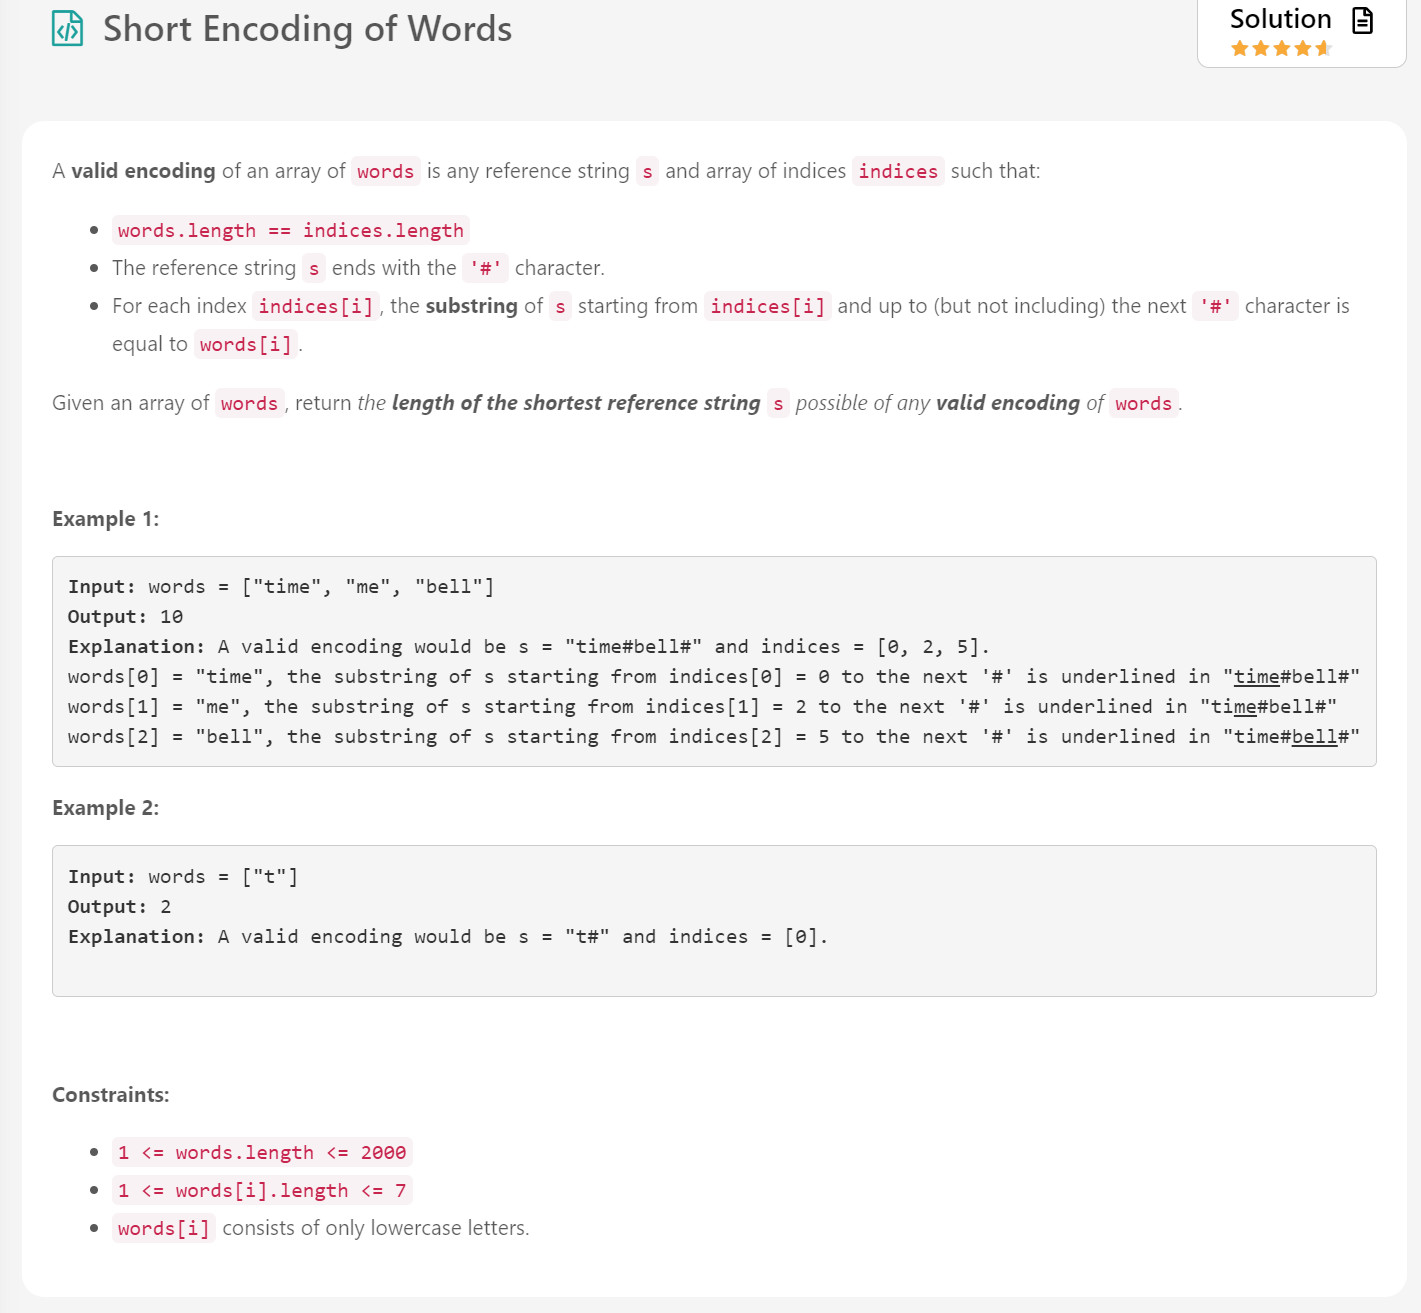 Short Encoding of Words
Solution
A valid encoding of an array of words is any reference string s and array of indices indices such that:
words.length == indices.length
The reference string s ends with the '#' character.
For each index indices[i], the substring of s starting from indices[i] and up to (but not including) the next '#' character is
equal to words[i].
Given an array of words, return the length of the shortest reference string s possible of any valid encoding of words.
Example 1:
Input: words = ["time", "me", "bell"]
Output: 10
Explanation: A valid encoding would be s = "time#bell#" and indices = [0, 2, 5].
words[0] = "time", the substring of s starting from indices[0] = 0 to the next '#' is underlined in "time#bell#"
words[1] = "me", the substring of s starting from indices[1] = 2 to the next '#' is underlined in "time#bell#"
words[2] = "bell", the substring of s starting from indices[2] = 5 to the next '#' is underlined in "time#bell#"
Example 2:
Input: words = ["t"]
Output: 2
Explanation: A valid encoding would be s = "t#" and indices = [0].
Constraints:
1 <= words.length <= 2000
1 <= words[i].length <= 7
words[i] consists of only lowercase letters.